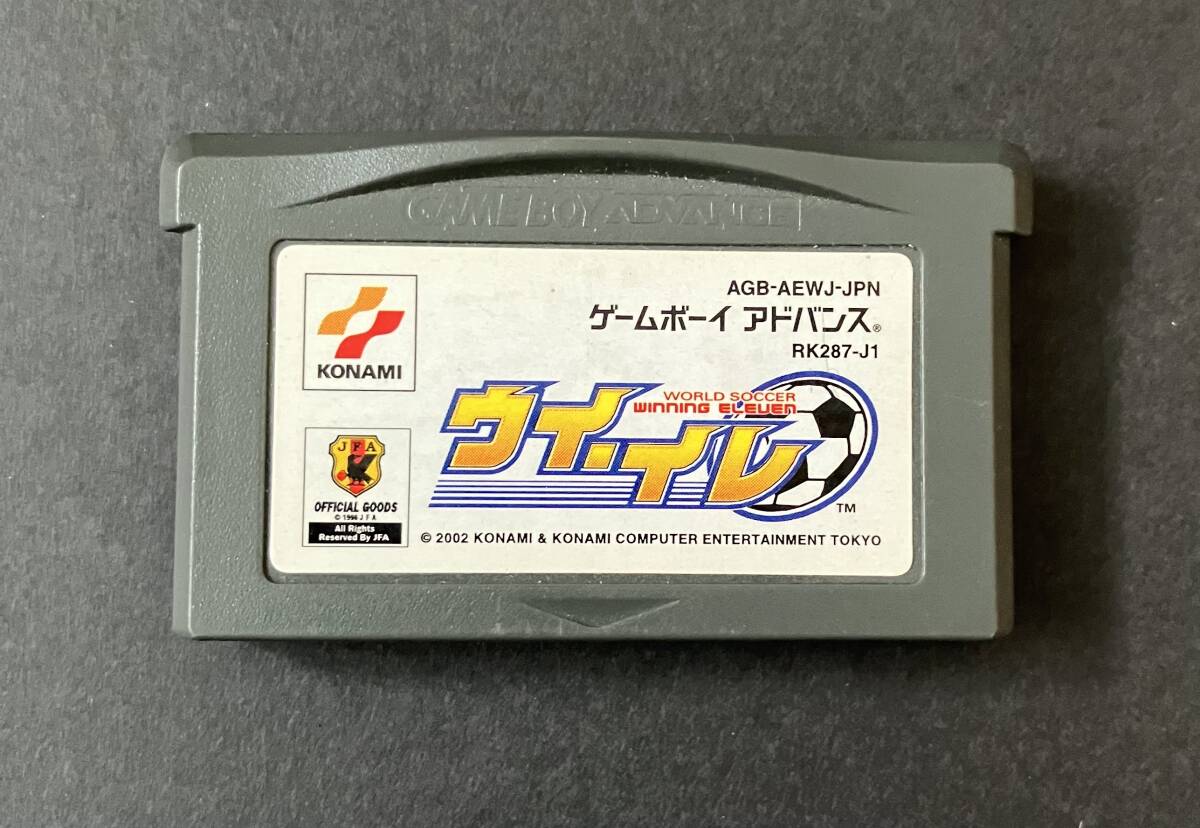 GAME BOY ADVANCE
AGB-AEWJ-JPN
ゲームボーイ アドバンス®
RK287-J1
KONAMI
WORLD SOCCER
WINNING ELEVEN
ウイイレ
TM
JFA
OFFICIAL GOODS
© 1996 J F A
All Rights
Reserved By JFA
© 2002 KONAMI & KONAMI COMPUTER ENTERTAINMENT TOKYO